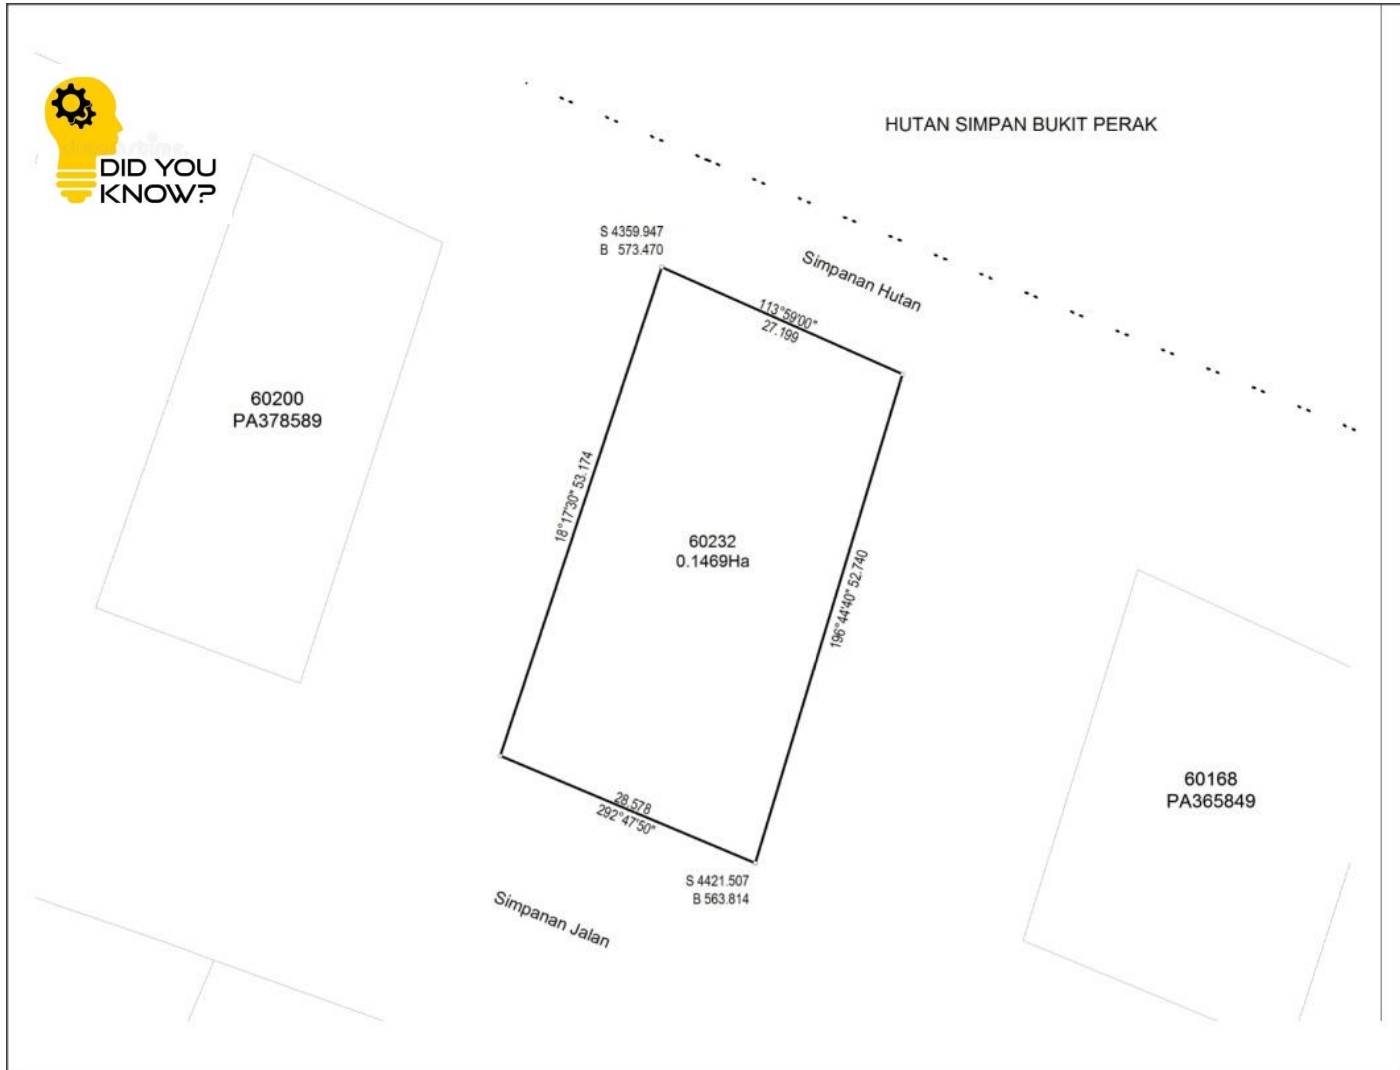 HUTAN SIMPAN BUKIT PERAK
DID YOU
KNOW?
S 4359.947
B 573.470
Simpanan Hutan
113°59'00"
27.199
60200
PA378589
18°17'30" 53.174
60232
0.1469Ha
196°44'40" 52.740
60168
PA365849
28.578
292°47'50"
S 4421.507
B 563.814
Simpanan Jalan